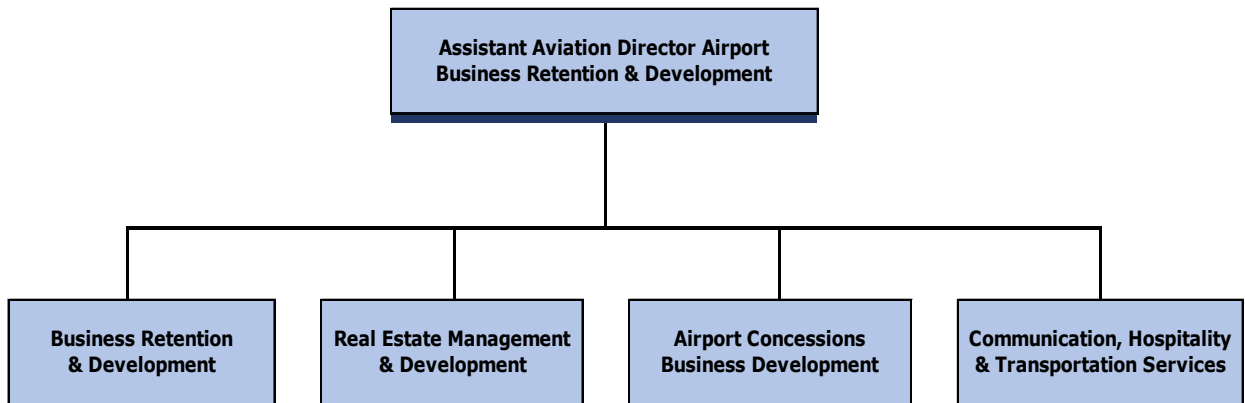 Assistant Aviation Director Airport
Business Retention & Development
Business Retention
& Development
Real Estate Management
& Development
Airport Concessions
Business Development
Communication, Hospitality
& Transportation Services